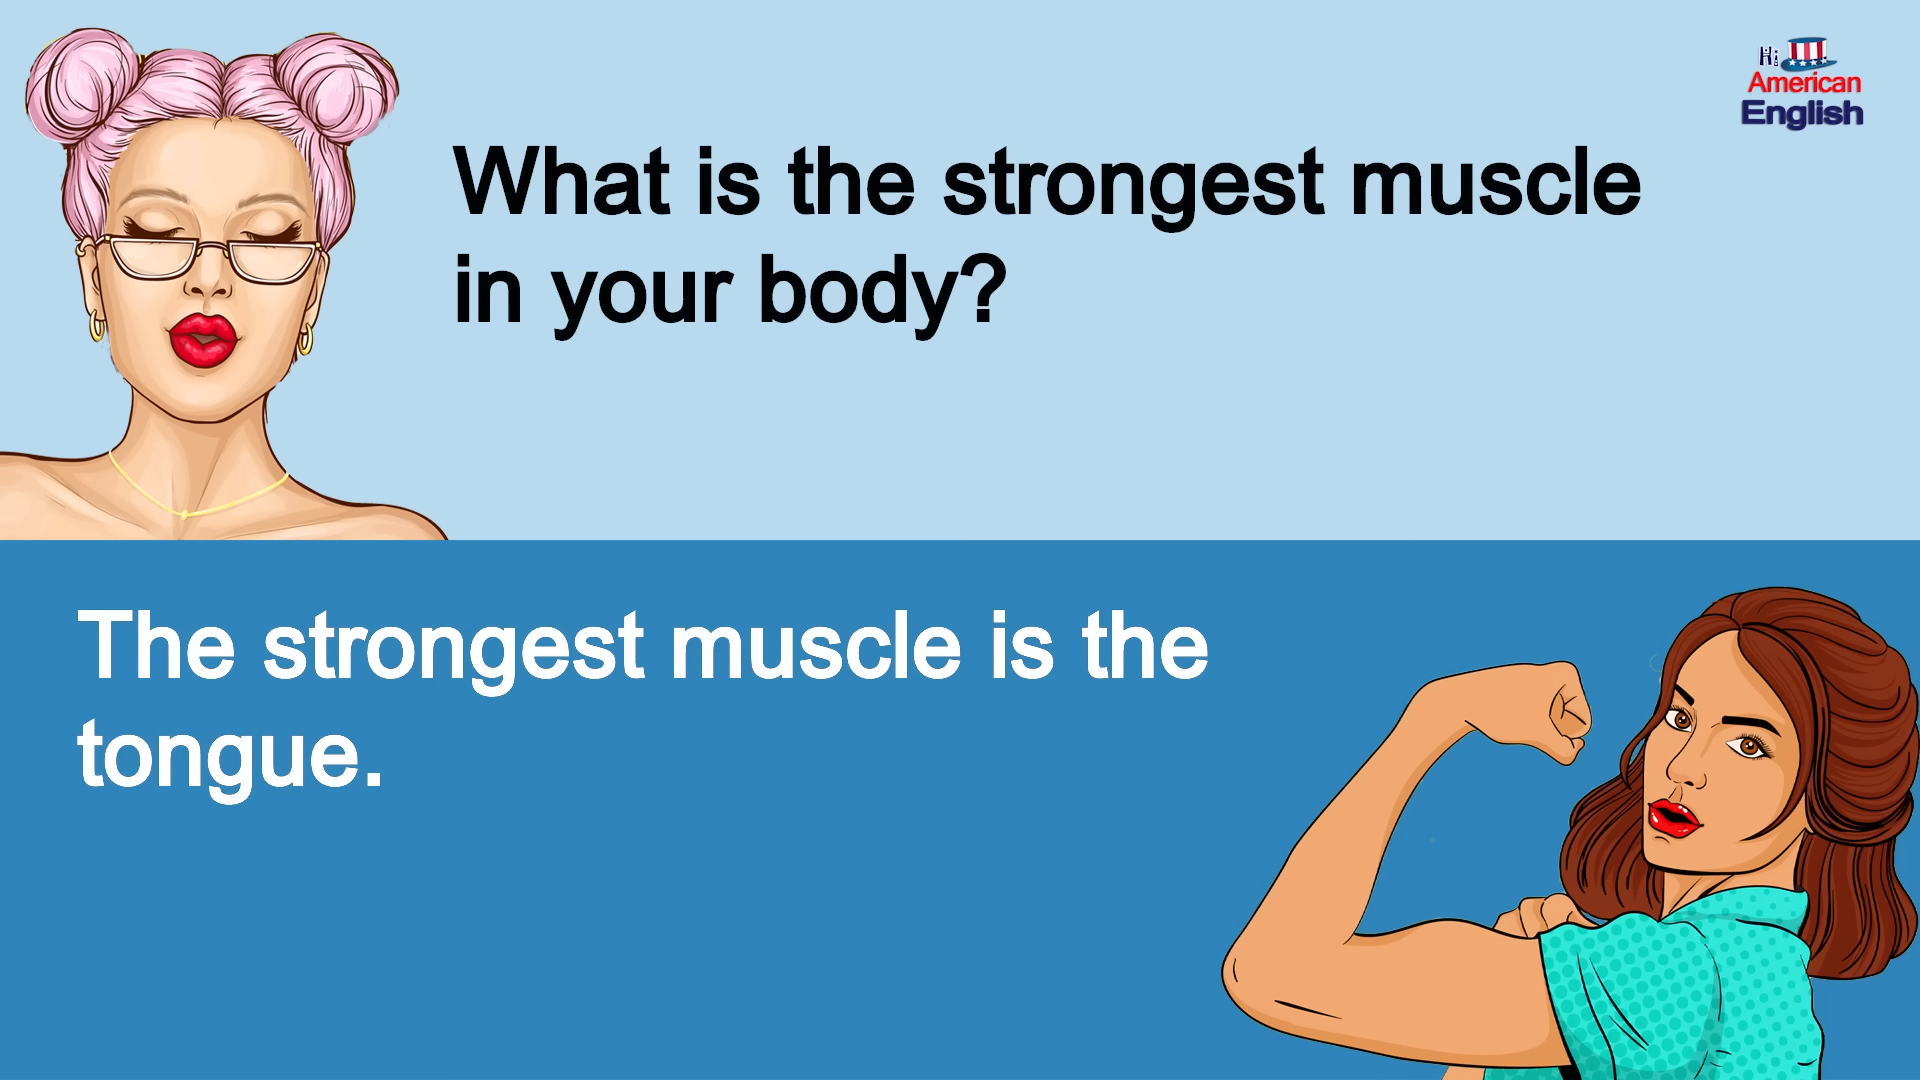 Hi
American
English
What is the strongest muscle
in your body?
The strongest muscle is the
tongue.